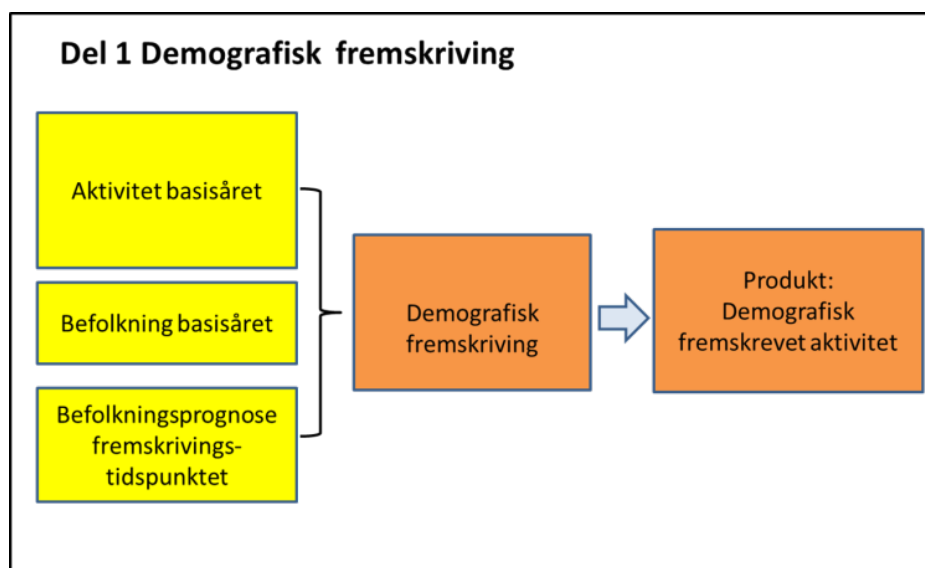 Del 1 Demografisk fremskriving
Aktivitet basisåret
Befolkning basisåret
Befolkningsprognose
fremskrivings-
tidspunktet
Demografisk
fremskriving
Produkt:
Demografisk
fremskrevet aktivitet